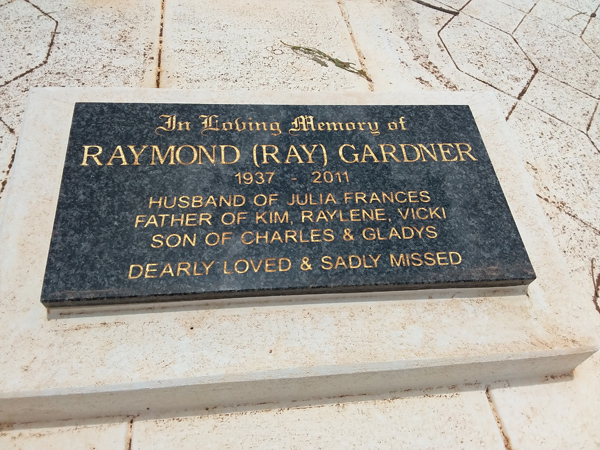 In Loving Memory of
RAYMOND (RAY) GARDNER
1937 - 2011
HUSBAND OF JULIA FRANCES
FATHER OF KIM, RAYLENE, VICKI
SON OF CHARLES & GLADYS
DEARLY LOVED & SADLY MISSED